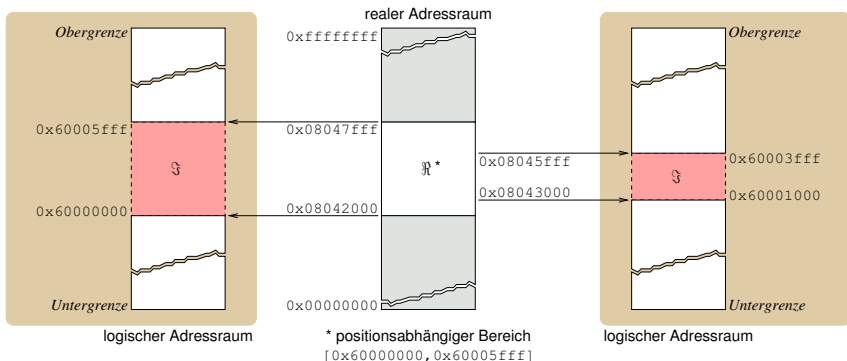 realer Adressraum
Obergrenze
0xffffffff
Obergrenze
0x60005fff
0x08047fff
ℑ
ℜ *
0x08045fff
0x60003fff
ℑ
0x08043000
0x60001000
0x60000000
0x08042000
Untergrenze
0x00000000
Untergrenze
logischer Adressraum
* positionsabhängiger Bereich
logischer Adressraum
[0x60000000,0x60005fff]